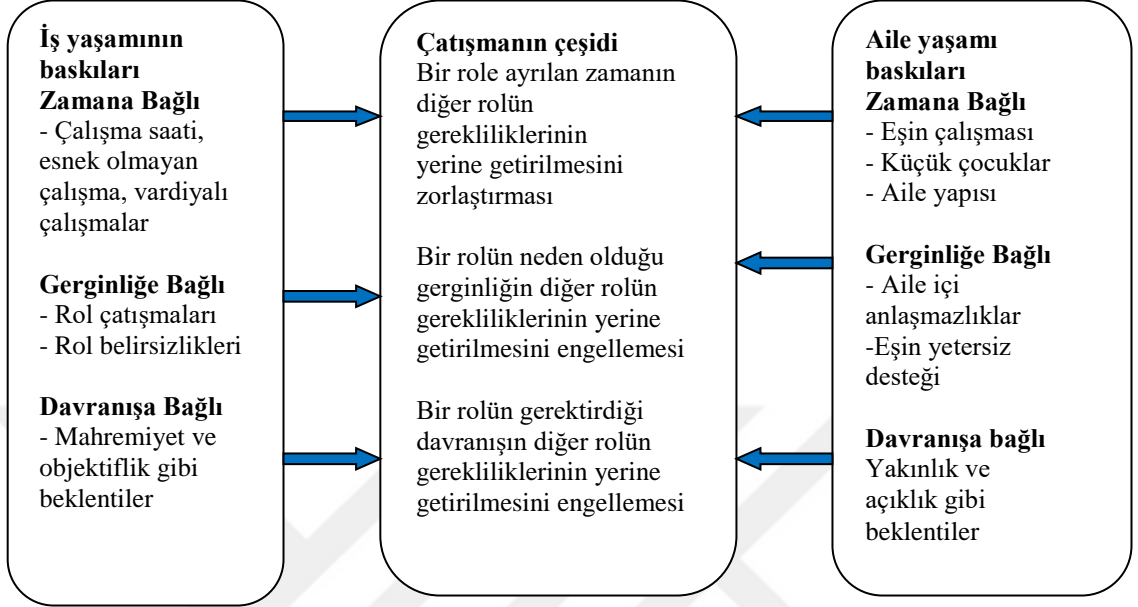 İş yaşamının
baskıları
Zamana Bağlı
- Çalışma saati,
esnek olmayan
çalışma, vardiyalı
çalışmalar
Gerginliğe Bağlı
- Rol çatışmaları
- Rol belirsizlikleri
Davranışa Bağlı
- Mahremiyet ve
objektiflik gibi
beklentiler
Çatışmanın çeşidi
Bir role ayrılan zamanın
diğer rolün
gerekliliklerinin
yerine getirilmesini
zorlaştırması
Bir rolün neden olduğu
gerginliğin diğer rolün
gerekliliklerinin yerine
getirilmesini engellemesi
Bir rolün gerektirdiği
davranışın diğer rolün
gerekliliklerinin yerine
getirilmesini engellemesi
Aile yaşamı
baskıları
Zamana Bağlı
- Eşin çalışması
- Küçük çocuklar
- Aile yapısı
Gerginliğe Bağlı
- Aile içi
anlaşmazlıklar
-Eşin yetersiz
desteği
Davranışa bağlı
Yakınlık ve
açıklık gibi
beklentiler